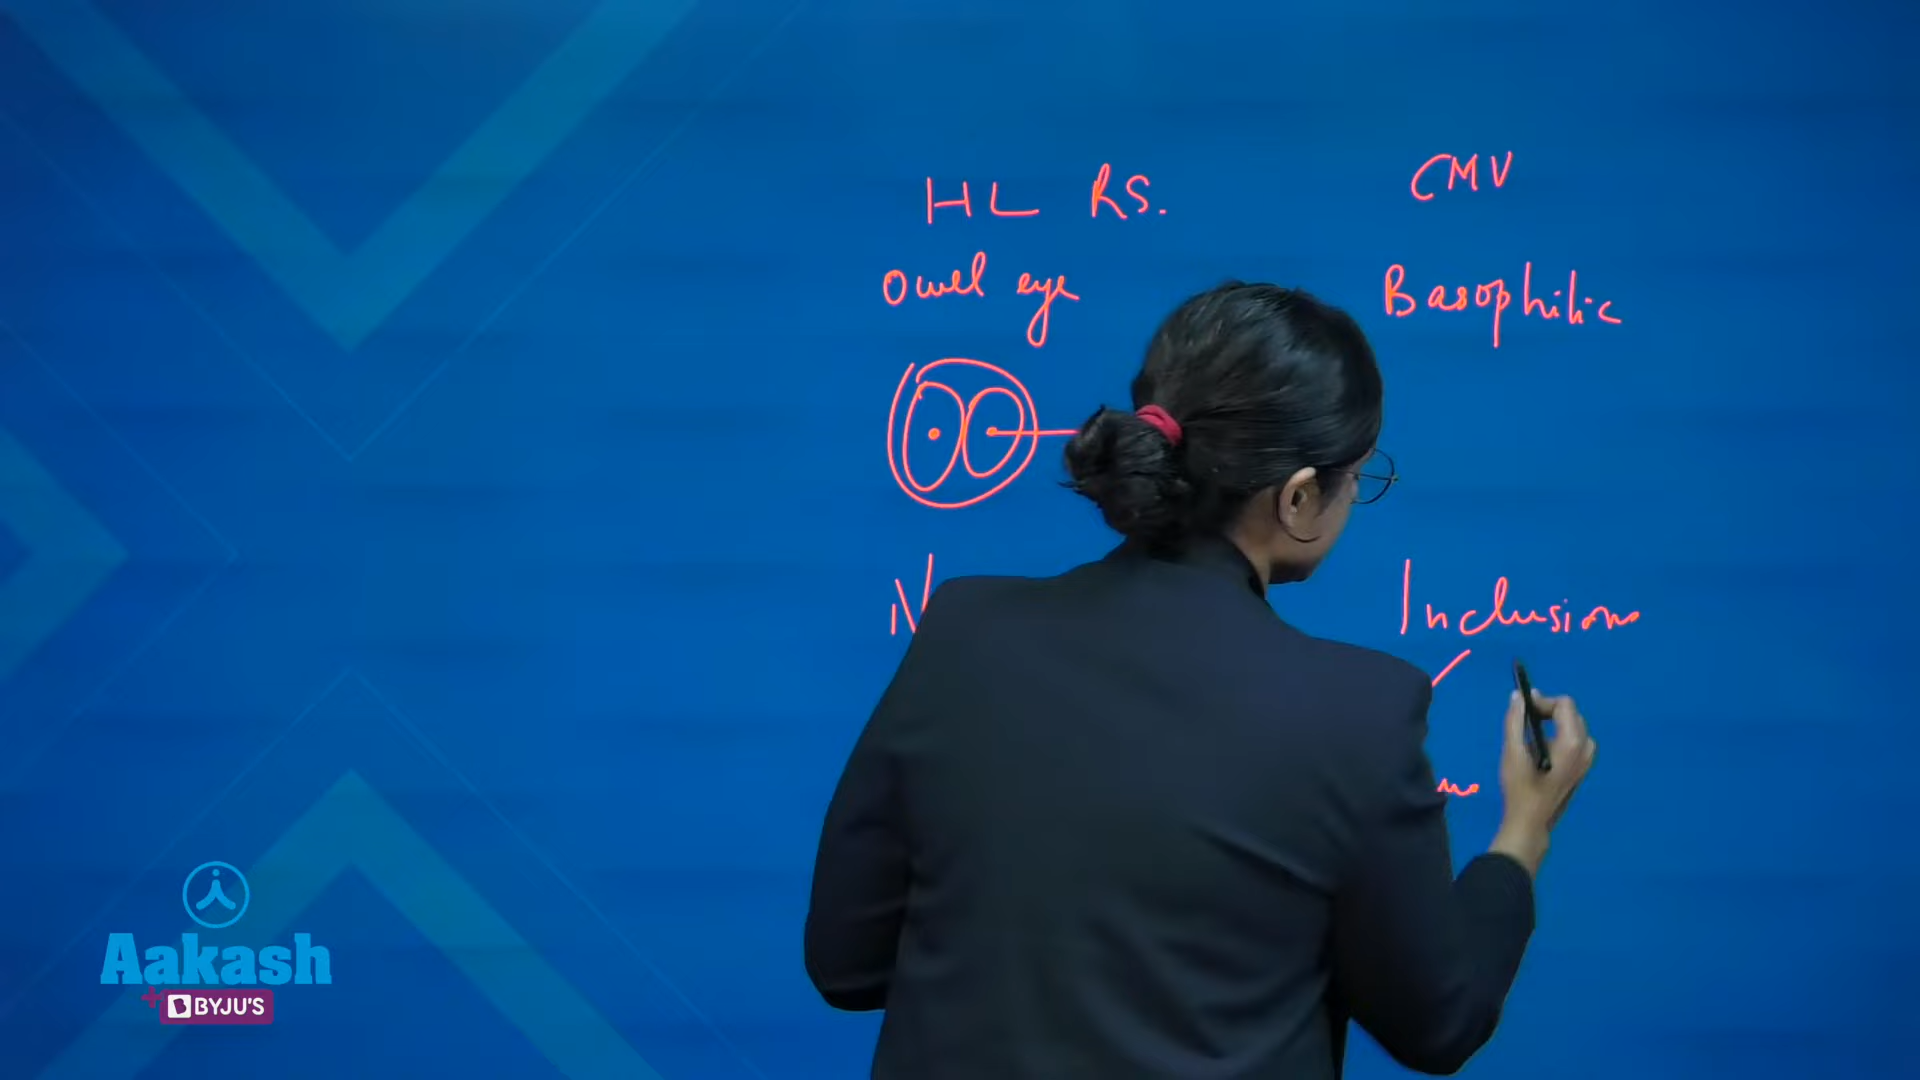 HL RS.
CMV
Owel eye
Basophilic
Inclusions
Aakash
+ BYJU'S